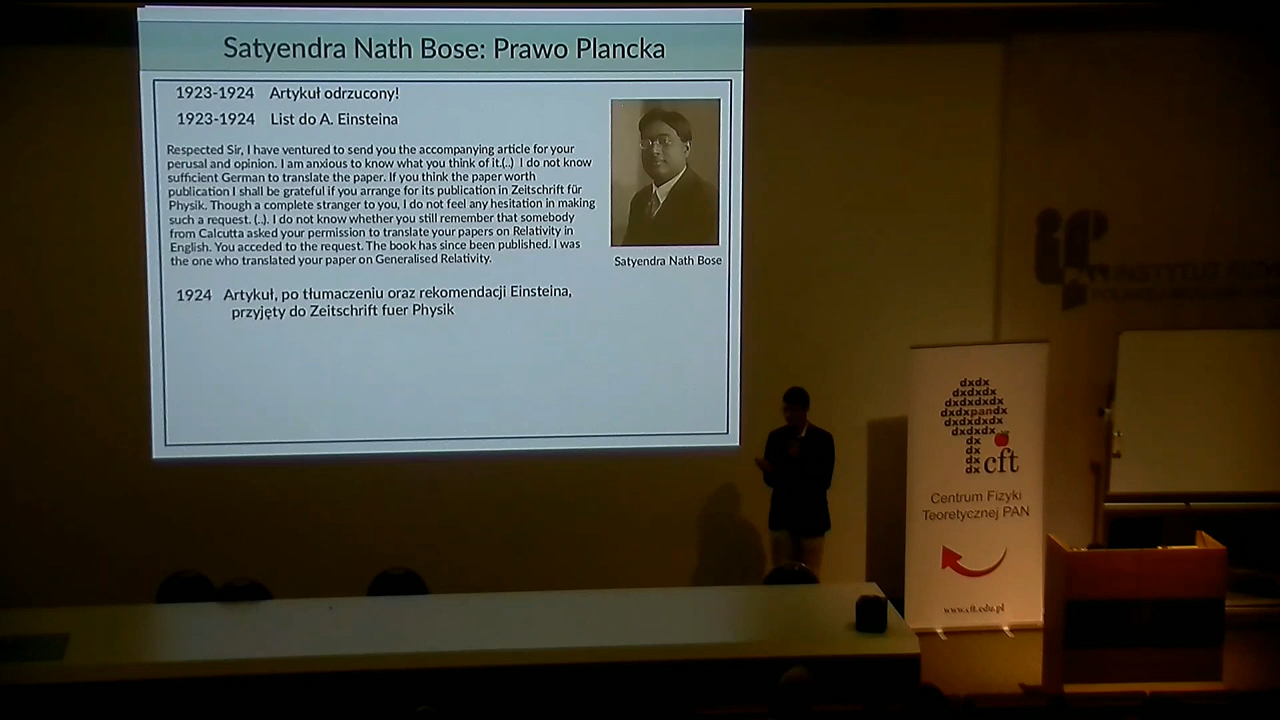 Satyendra Nath Bose: Prawo Plancka
1923-1924 Artykuł odrzucony!
1923-1924 List do A. Einsteina
Respected Sir, I have ventured to send you the accompanying article for your
perusal and opinion. I am anxious to know what you think of it.(..) I do not know
sufficient German to translate the paper. If you think the paper worth
publication I shall be grateful if you arrange for its publication in Zeitschrift für
Physik. Though a complete stranger to you, I do not feel any hesitation in making
such a request. (..). I do not know whether you still remember that somebody
from Calcutta asked your permission to translate your papers on Relativity in
English. You acceded to the request. The book has since been published. I was
the one who translated your paper on Generalised Relativity.
Satyendra Nath Bose
1924 Artykuł, po tłumaczeniu oraz rekomendacji Einsteina,
przyjęty do Zeitschrift fuer Physik
dxdx
dxdxdx
dxdxdxdx
dxdxpandx
dxdxdxdx
dxdxdx
dx
dx
dx
dx cft
Centrum Fizyki
Teoretycznej PAN
www.cft.edu.pl
INSTYTUT